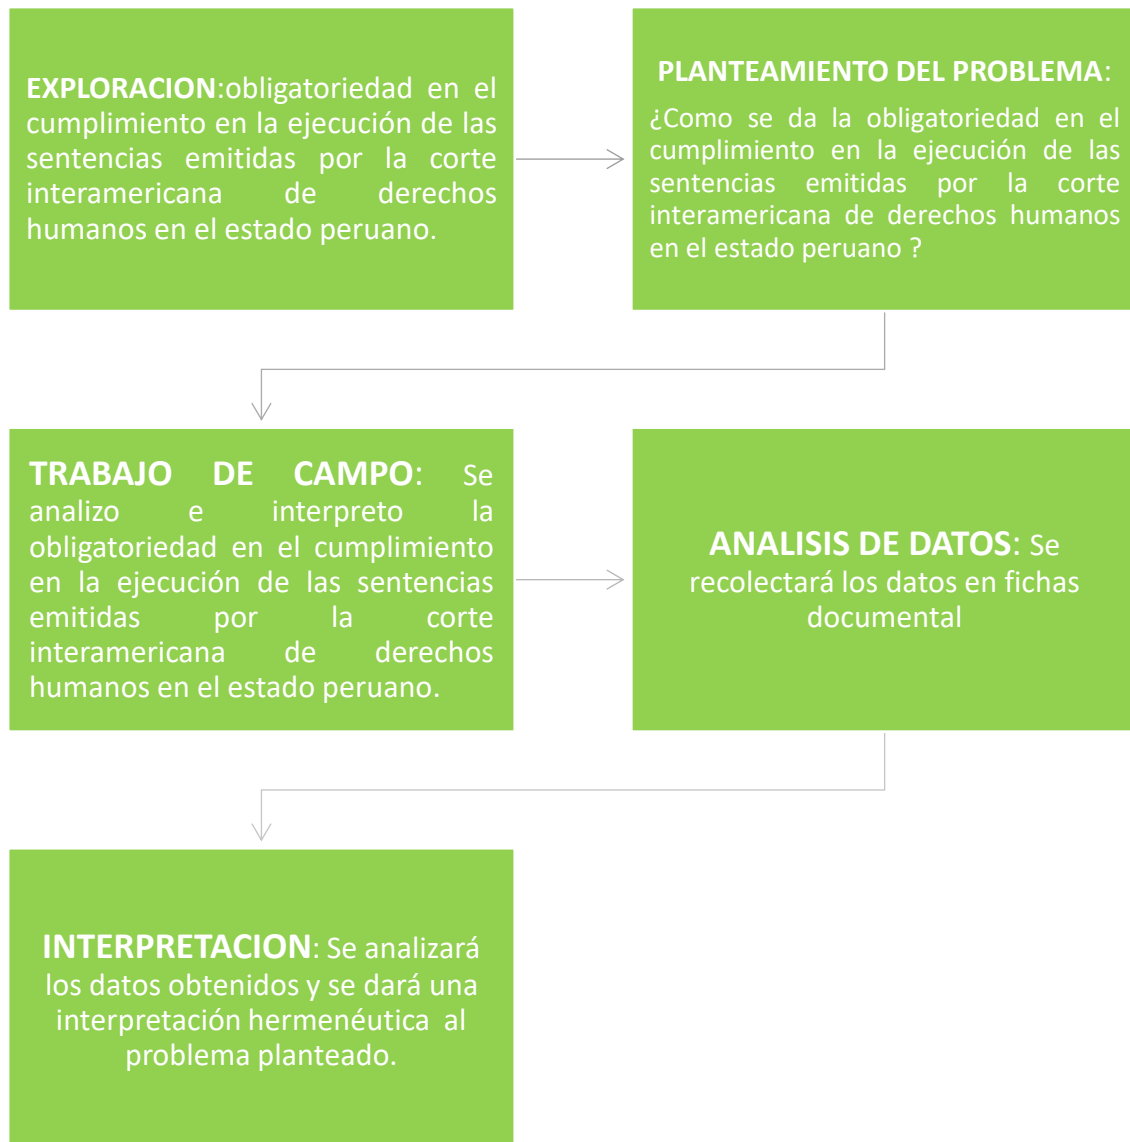 EXPLORACION:obligatoriedad en el
cumplimiento en la ejecución de las
sentencias emitidas por la corte
interamericana de derechos
humanos en el estado peruano.
PLANTEAMIENTO DEL PROBLEMA:
¿Como se da la obligatoriedad en el
cumplimiento en la ejecución de las
sentencias emitidas por la corte
interamericana de derechos humanos
en el estado peruano ?
TRABAJO DE CAMPO: Se
analizo e interpreto la
obligatoriedad en el cumplimiento
en la ejecución de las sentencias
emitidas por la corte
interamericana de derechos
humanos en el estado peruano.
ANALISIS DE DATOS: Se
recolectará los datos en fichas
documental
INTERPRETACION: Se analizará
los datos obtenidos y se dará una
interpretación hermenéutica al
problema planteado.